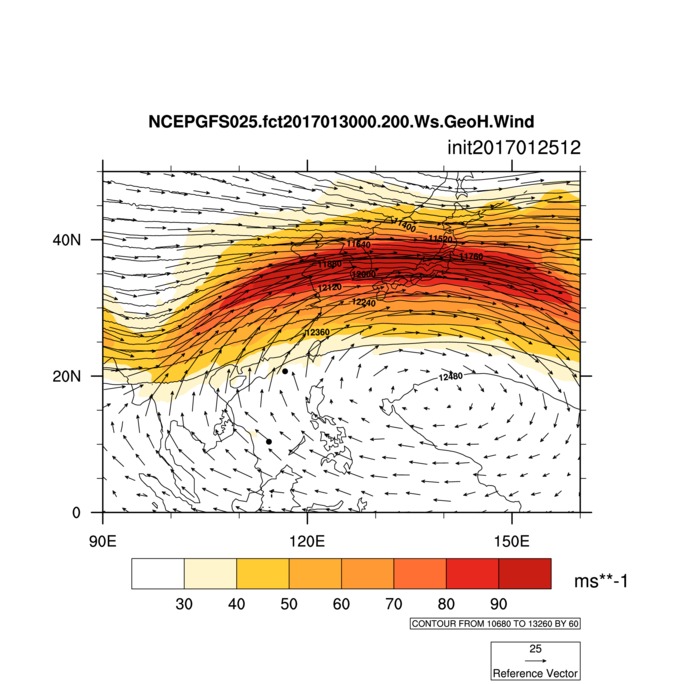 NCEPGFS025.fct2017013000.200.Ws.GeoH.Wind
init2017012512
40N
20N
0
11400
11520
11640
11760
11880
12000
12120
12240
12360
12480
90E 120E 150E
30 40 50 60 70 80 90
ms**-1
CONTOUR FROM 10680 TO 13260 BY 60
25
Reference Vector